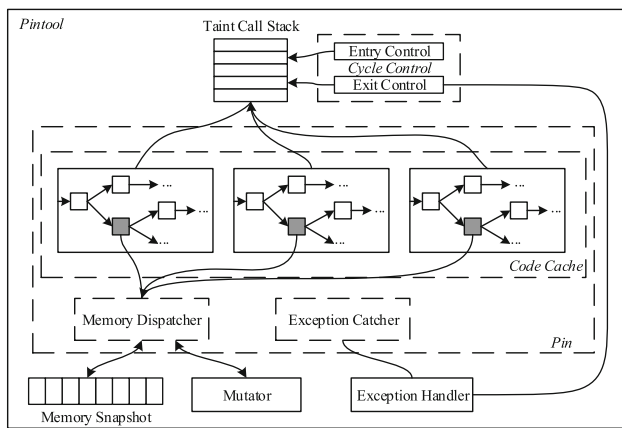 Pintool
Taint Call Stack
Entry Control
Cycle Control
Exit Control
... ... ...
... ... ...
... ... ...
Code Cache
Memory Dispatcher
Exception Catcher
Pin
Memory Snapshot
Mutator
Exception Handler